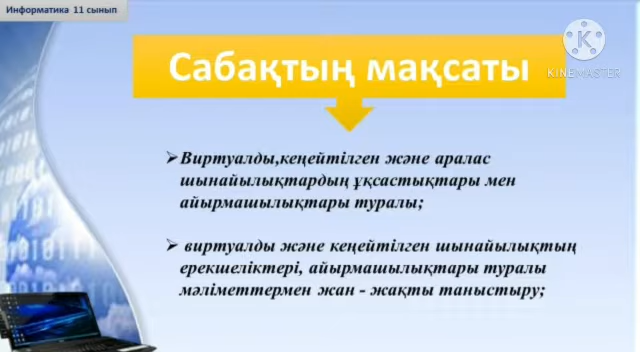 Информатика 11 сынып
Сабақтың мақсаты
K
KINEMASTER
➢Виртуалды,кеңейтілген және аралас
шынайылықтардың ұқсастықтары мен
айырмашылықтары туралы;
➢ виртуалды және кеңейтілген шынайылықтың
ерекшеліктері, айырмашылықтары туралы
мәліметтермен жан - жақты таныстыру;